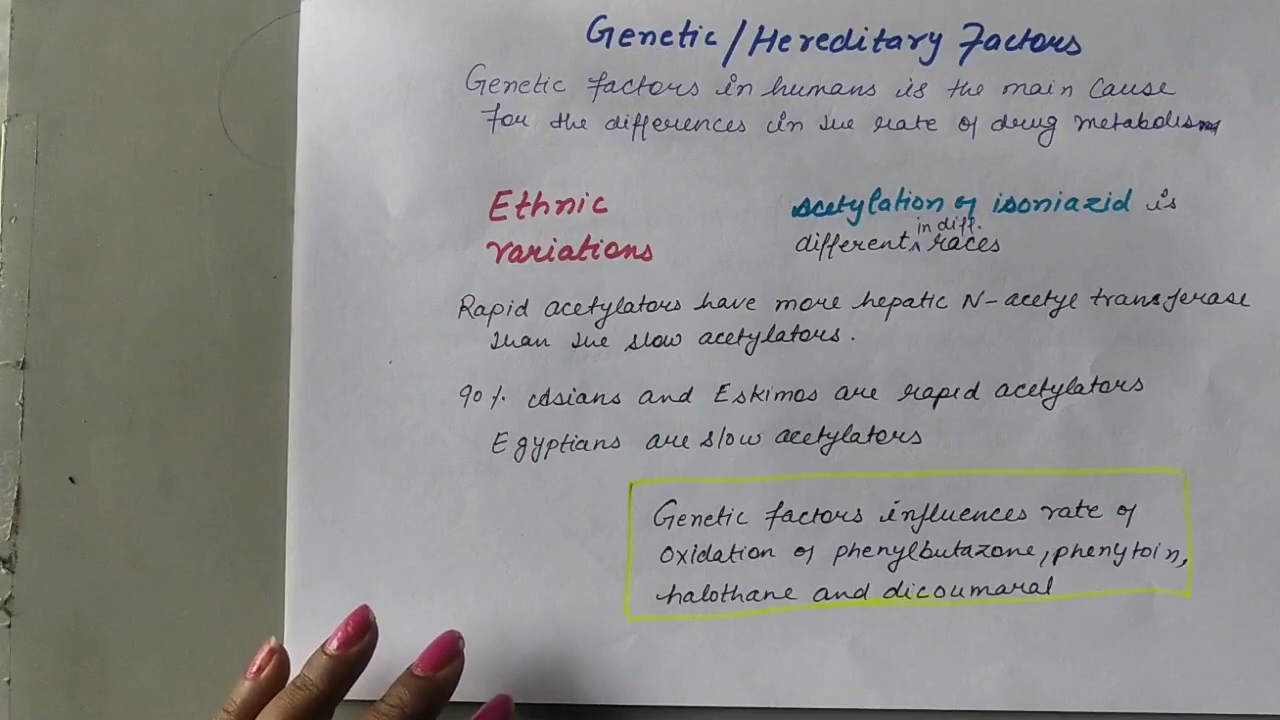 Genetic/Hereditary Factors
Genetic factors in humans is the main cause
for the differences in the rate of drug metabolism
Ethnic
variations
acetylation of isoniazid is
different ^ in diff. races
Rapid acetylators have more hepatic N-acetye transferase
than the slow acetylators.
90% Asians and Eskimos are rapid acetylators
Egyptians are slow acetylators
Genetic factors influences rate of
oxidation of phenylbutazone, phenytoin,
halothane and dicoumaral